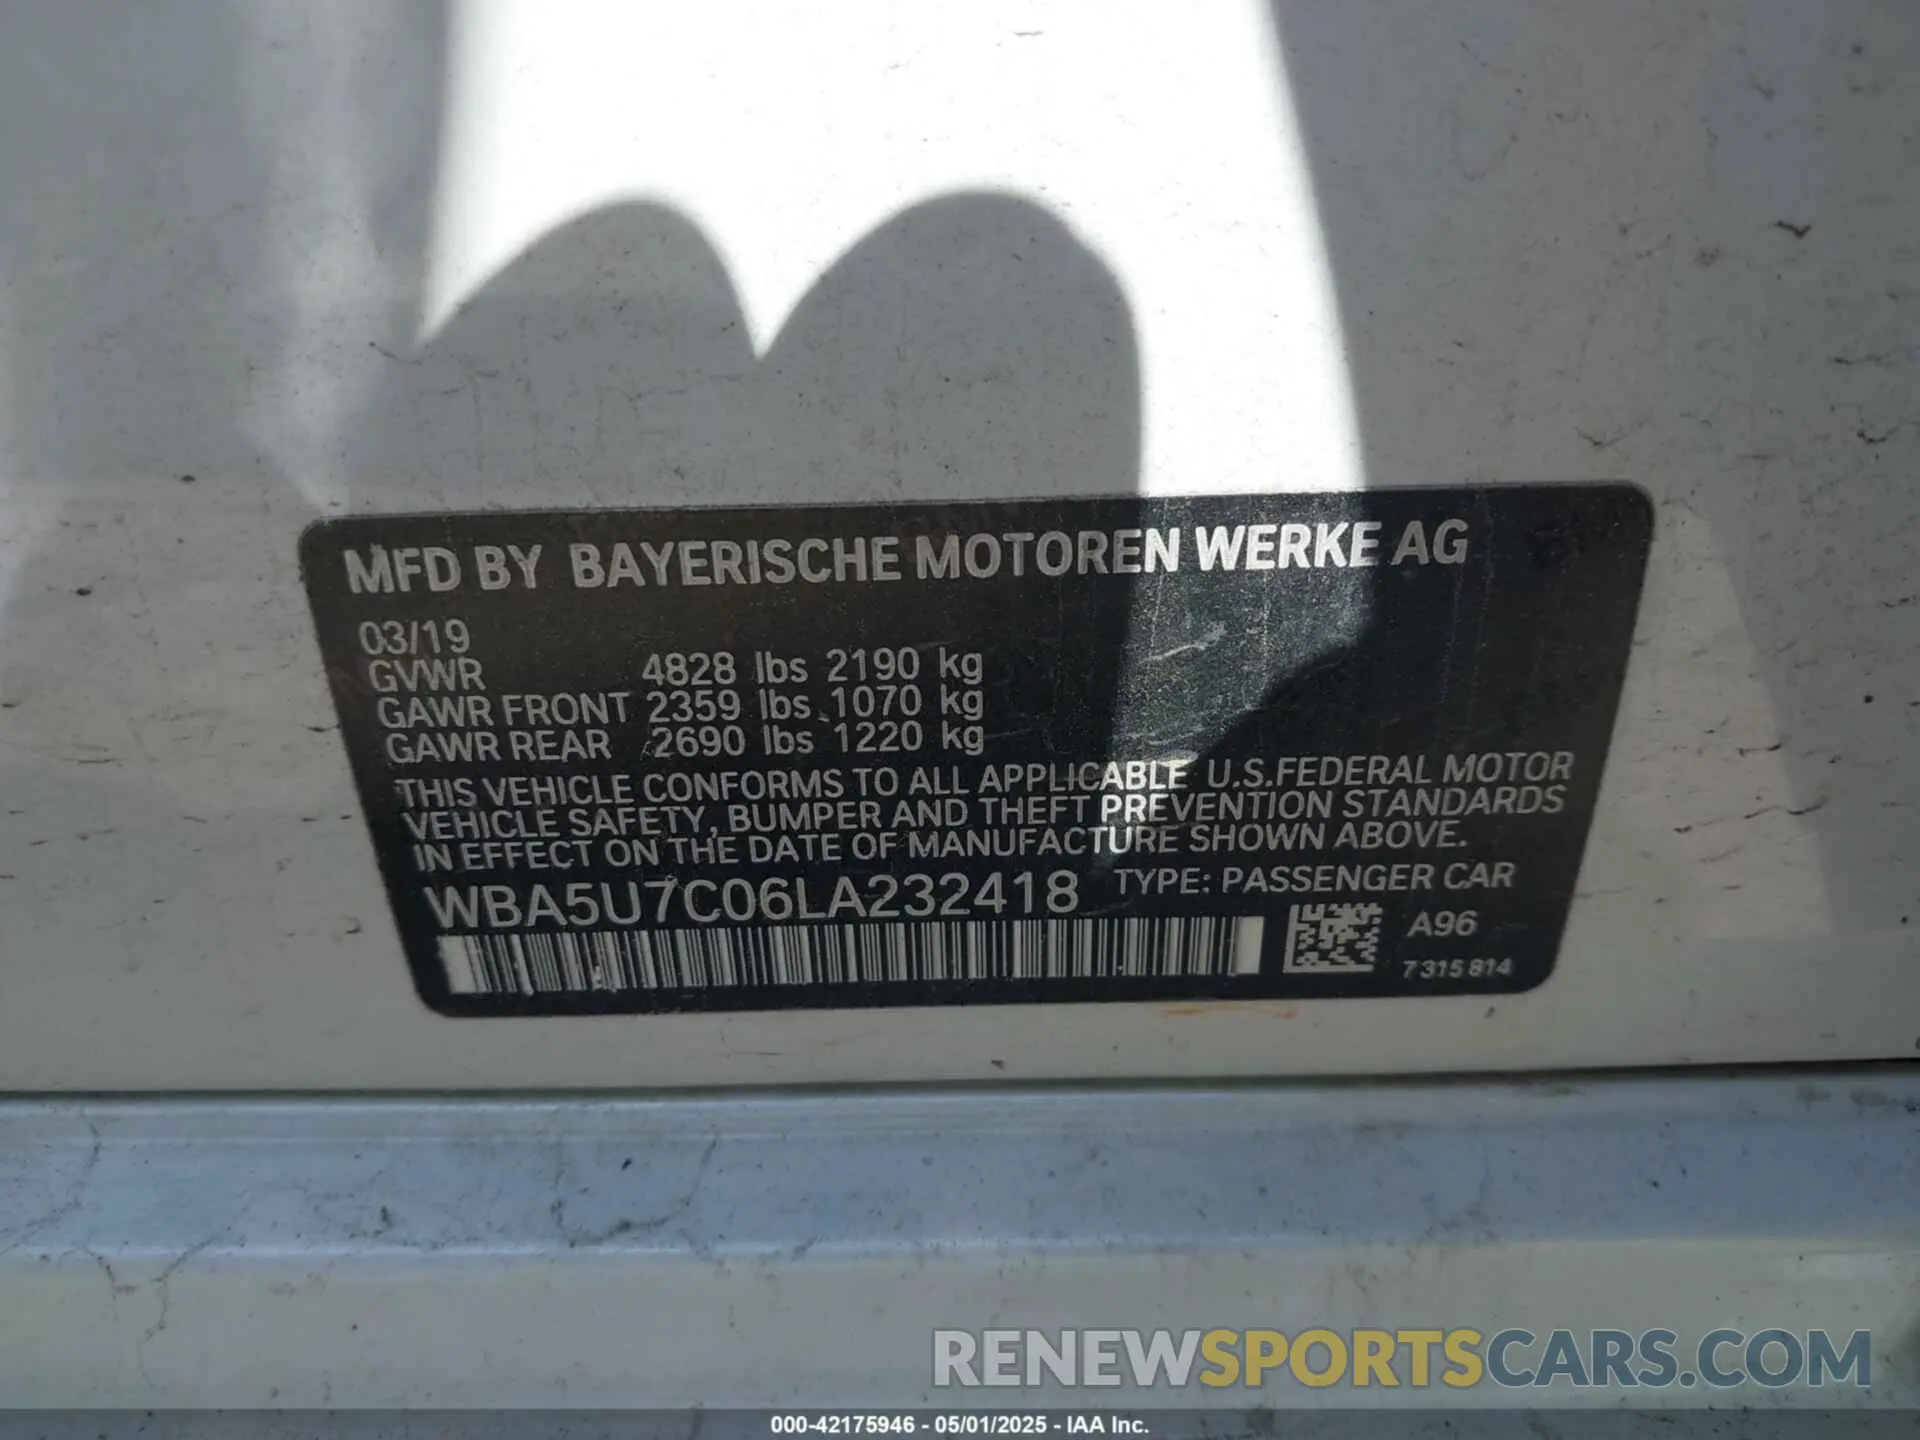 MFD BY BAYERISCHE MOTOREN WERKE AG
03/19
GVWR 4828 lbs 2190 kg
GAWR FRONT 2359 lbs 1070 kg
GAWR REAR 2690 lbs 1220 kg
THIS VEHICLE CONFORMS TO ALL APPLICABLE U.S.FEDERAL MOTOR
VEHICLE SAFETY, BUMPER AND THEFT PREVENTION STANDARDS
IN EFFECT ON THE DATE OF MANUFACTURE SHOWN ABOVE.
WBA5U7C06LA232418 TYPE: PASSENGER CAR
A96
7315814
RENEWSPORTSCARS.COM
000-42175946 - 05/01/2025 - IAA Inc.